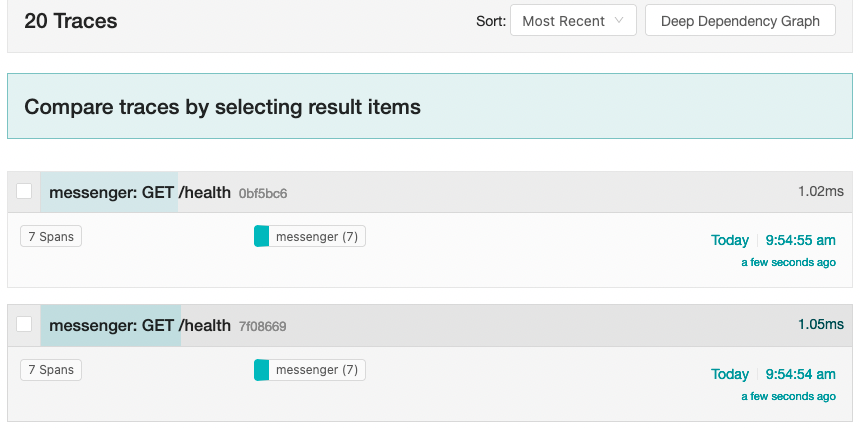 20 Traces
Sort: Most Recent Deep Dependency Graph
Compare traces by selecting result items
messenger: GET /health 0bf5bc6 1.02ms
7 Spans messenger (7) Today 9:54:55 am
a few seconds ago
messenger: GET /health 7f08669 1.05ms
7 Spans messenger (7) Today 9:54:54 am
a few seconds ago